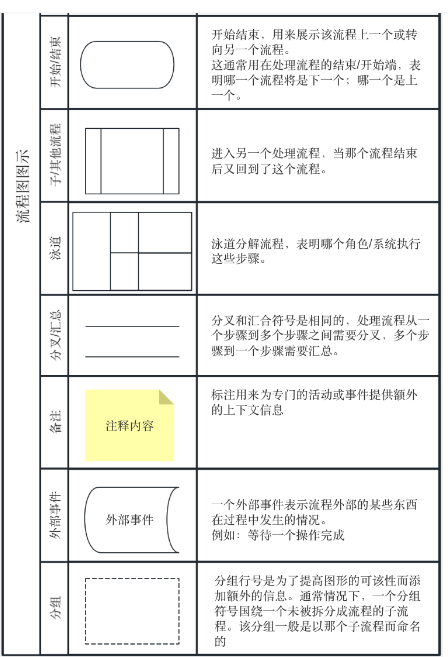 流程图图示
开始/结束
开始结束，用来展示该流程上一个或转
向另一个流程。
这通常用在处理流程的结束/开始端，表
明哪一个流程将是下一个；哪一个是上
一个。
子/其他流程
进入另一个处理流程，当那个流程结束
后又回到了这个流程。
泳道
泳道分解流程，表明哪个角色/系统执行
这些步骤。
分叉/汇总
分叉和汇合符号是相同的，处理流程从一
个步骤到多个步骤之间需要分叉，多个步
骤到一个步骤需要汇总。
备注
注释内容
标注用来为专门的活动或事件提供额外
的上下文信息
外部事件
外部事件
一个外部事件表示流程外部的某些东西
在过程中发生的情况。
例如：等待一个操作完成
分组
分组行号是为了提高图形的可该性而添
加额外的信息。通常情况下，一个分组
符号围绕一个未被拆分成流程的子流
程。该分组一般是以那个子流程而命名
的